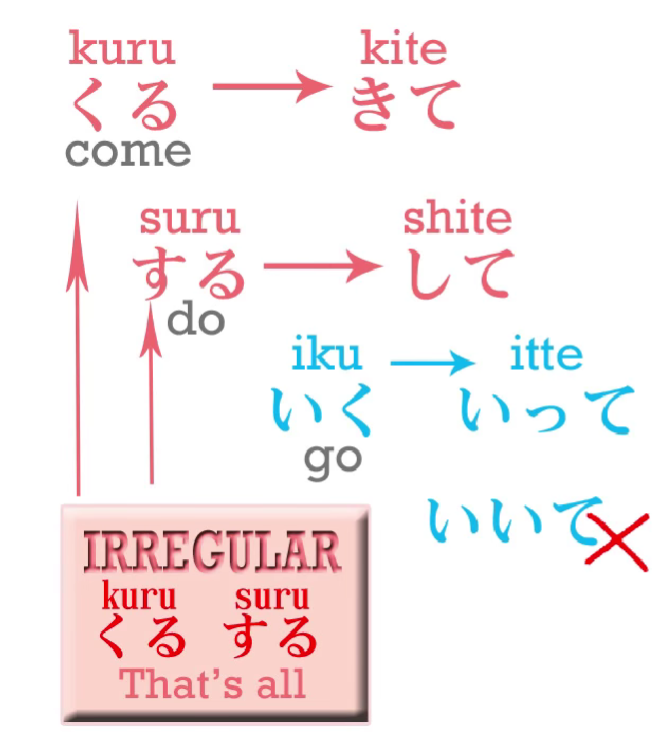 kuru kite
くる きて
come
suru shite
する して
do
iku itte
いく いって
go
いいて
IRREGULAR
kuru suru
くる する
That's all